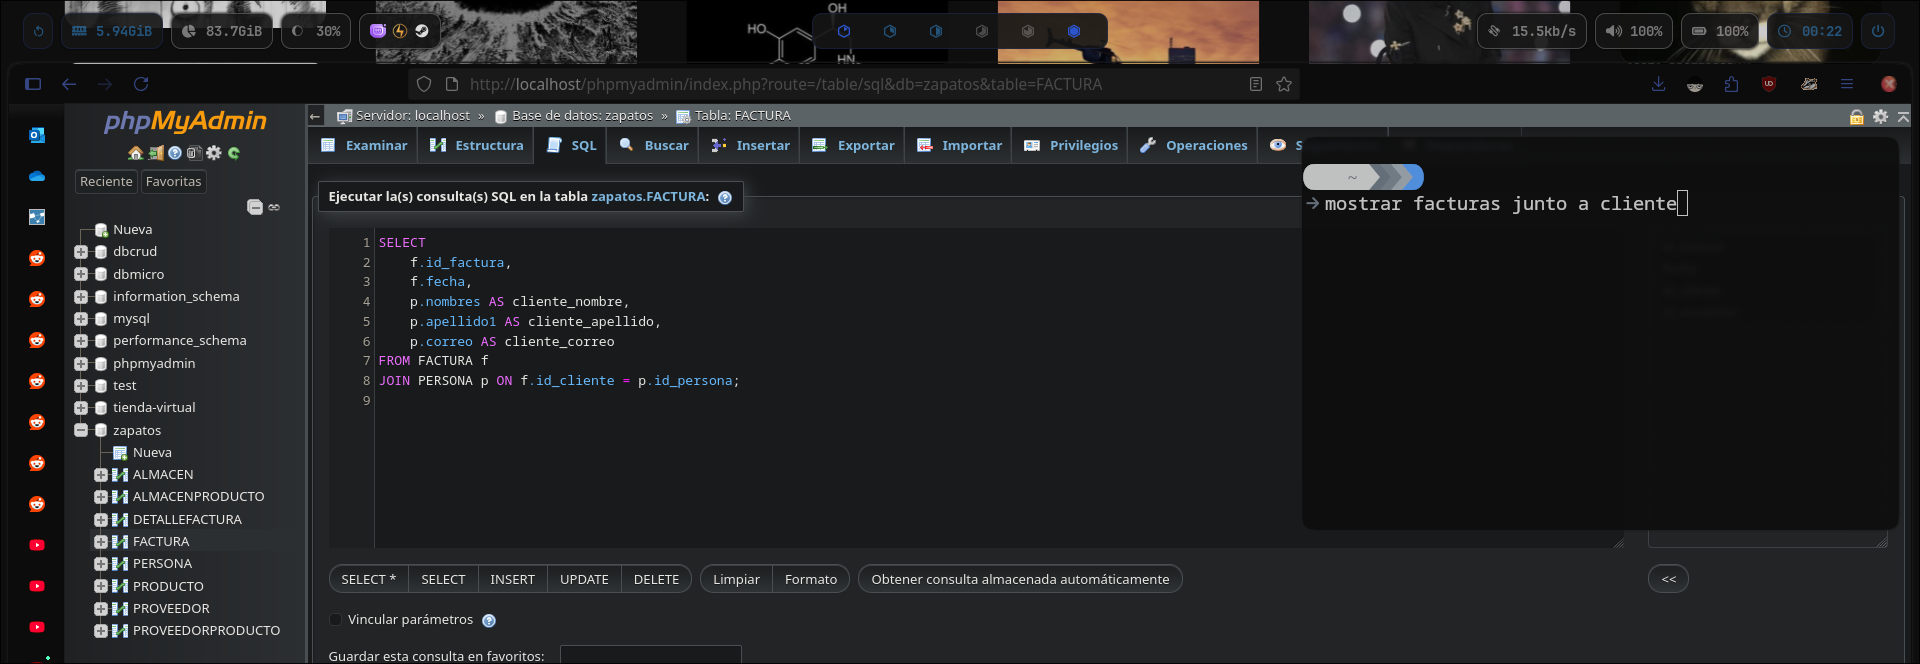 5.94GiB
83.7GiB
30%
HO
OH
HN
15.5kb/s
100%
100%
00:22
http://localhost/phpmyadmin/index.php?route=/table/sql&db=zapatos&table=FACTURA
phpMyAdmin
Reciente
Favoritas
Nueva
dbcrud
dbmicro
information_schema
mysql
performance_schema
phpmyadmin
test
tienda-virtual
zapatos
Nueva
ALMACEN
ALMACENPRODUCTO
DETALLEFACTURA
FACTURA
PERSONA
PRODUCTO
PROVEEDOR
PROVEEDORPRODUCTO
← Servidor: localhost » Base de datos: zapatos » Tabla: FACTURA
Examinar
Estructura
SQL
Buscar
Insertar
Exportar
Importar
Privilegios
Operaciones
Ejecutar la(s) consulta(s) SQL en la tabla zapatos.FACTURA:
1 SELECT
2 f.id_factura,
3 f.fecha,
4 p.nombres AS cliente_nombre,
5 p.apellido1 AS cliente_apellido,
6 p.correo AS cliente_correo
7 FROM FACTURA f
8 JOIN PERSONA p ON f.id_cliente = p.id_persona;
9
~
→ mostrar facturas junto a cliente
SELECT *
SELECT
INSERT
UPDATE
DELETE
Limpiar
Formato
Obtener consulta almacenada automáticamente
<<
Vincular parámetros
Guardar esta consulta en favoritos: